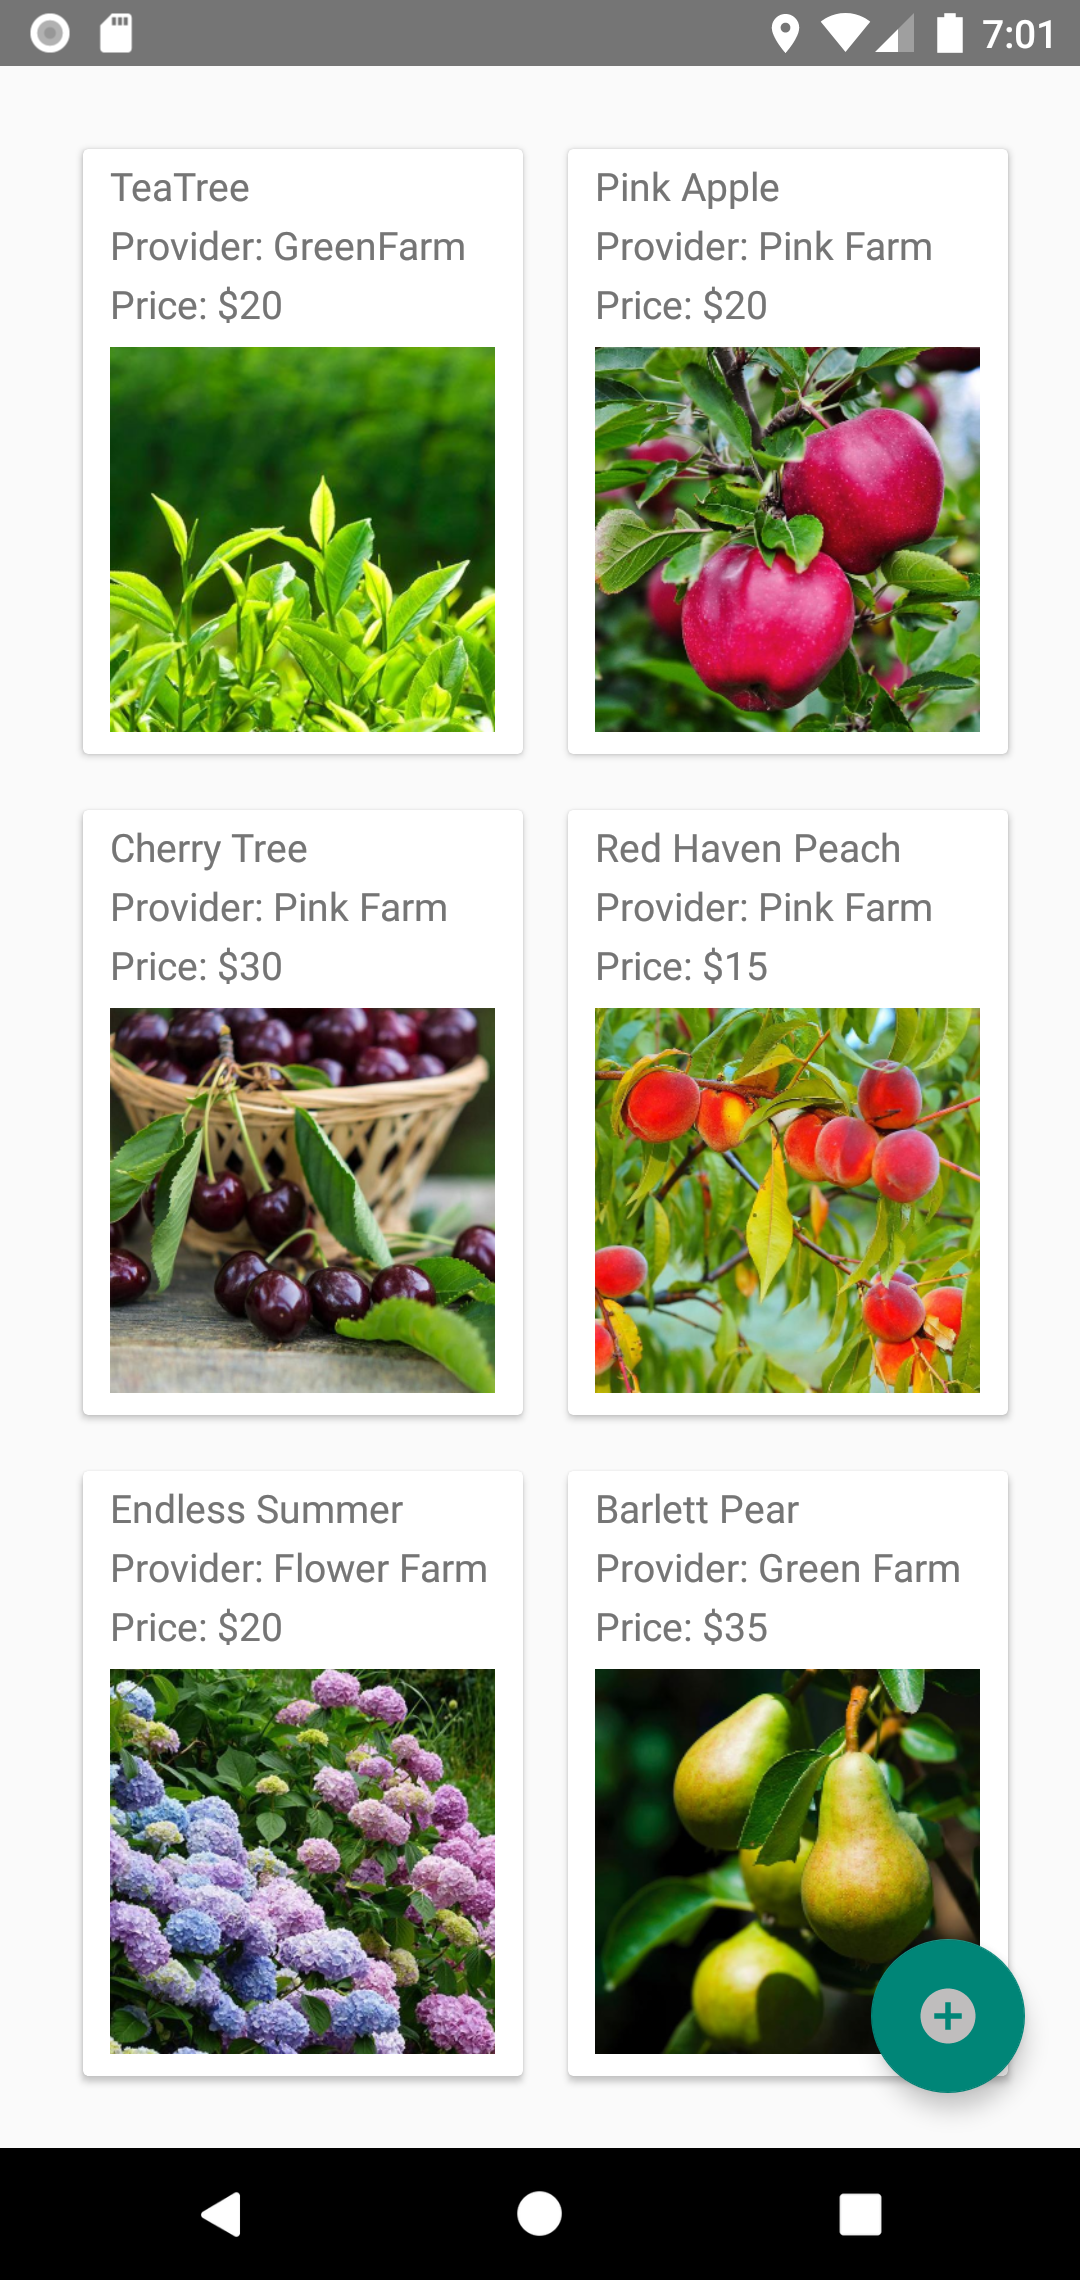 7:01
TeaTree
Provider: GreenFarm
Price: $20
Pink Apple
Provider: Pink Farm
Price: $20
Cherry Tree
Provider: Pink Farm
Price: $30
Red Haven Peach
Provider: Pink Farm
Price: $15
Endless Summer
Provider: Flower Farm
Price: $20
Barlett Pear
Provider: Green Farm
Price: $35